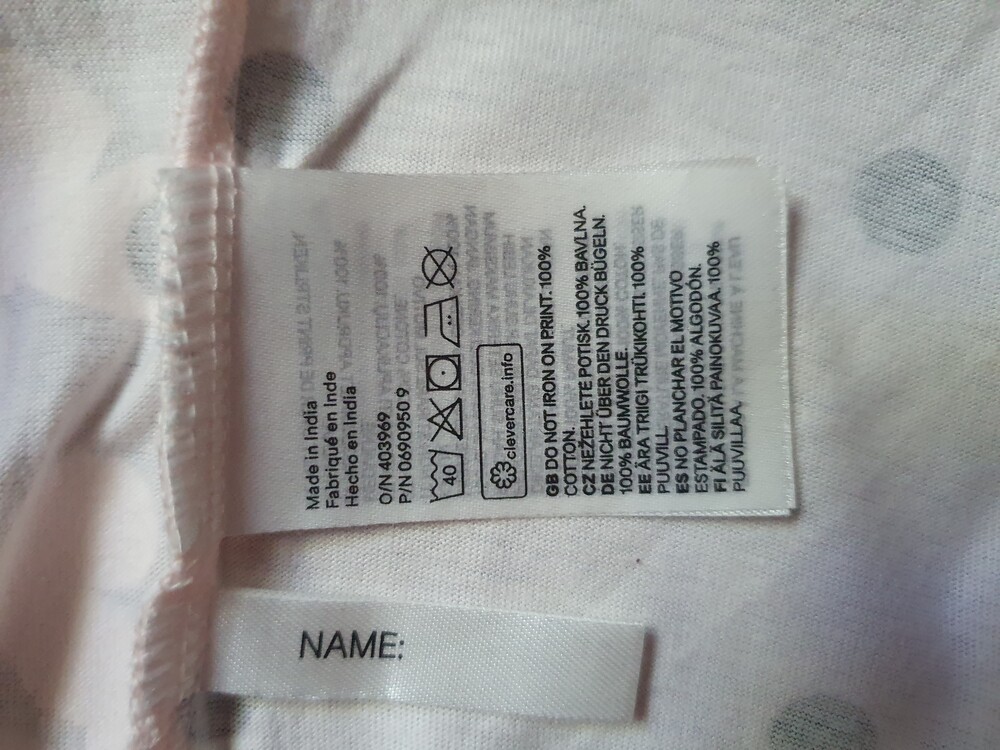 Made in India
Fabriqué en Inde
Hecho en India
O/N 403969
P/N 0690950 9
40
clevercare.info
GB DO NOT IRON ON PRINT. 100%
COTTON.
CZ NEŽEHLETE POTISK. 100% BAVLNA.
DE NICHT ÜBER DEN DRUCK BÜGELN.
100% BAUMWOLLE.
EE ÄRA TRIIGI TRÜKIKOHTI. 100%
PUUVILL.
ES NO PLANCHAR EL MOTIVO
ESTAMPADO. 100% ALGODÓN.
FI ÄLÄ SILITÄ PAINOKUVAA. 100%
PUUVILLAA.
NAME: